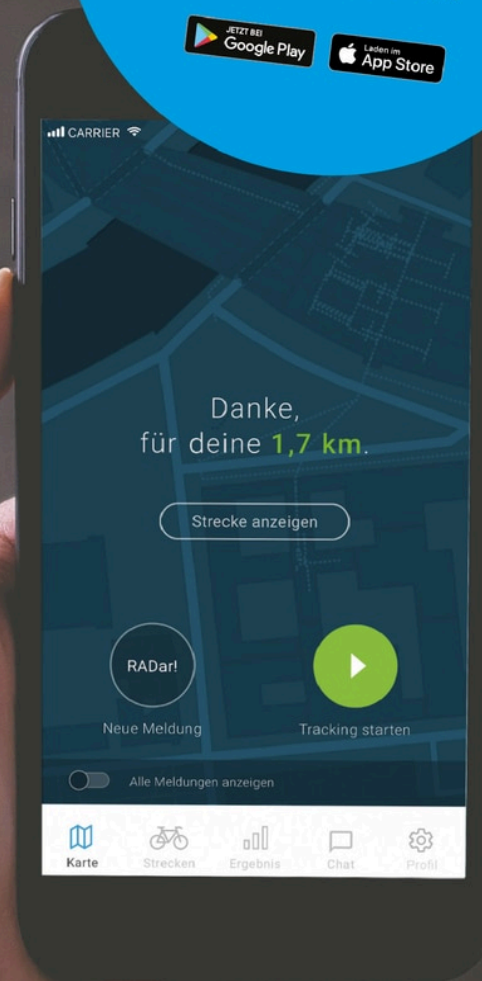 JETZT BEI
Google Play
Laden im
App Store
CARRIER
Danke,
für deine 1,7 km.
Strecke anzeigen
RADar!
Neue Meldung
Tracking starten
Alle Meldungen anzeigen
Karte
Strecken
Ergebnis
Chat
Profil